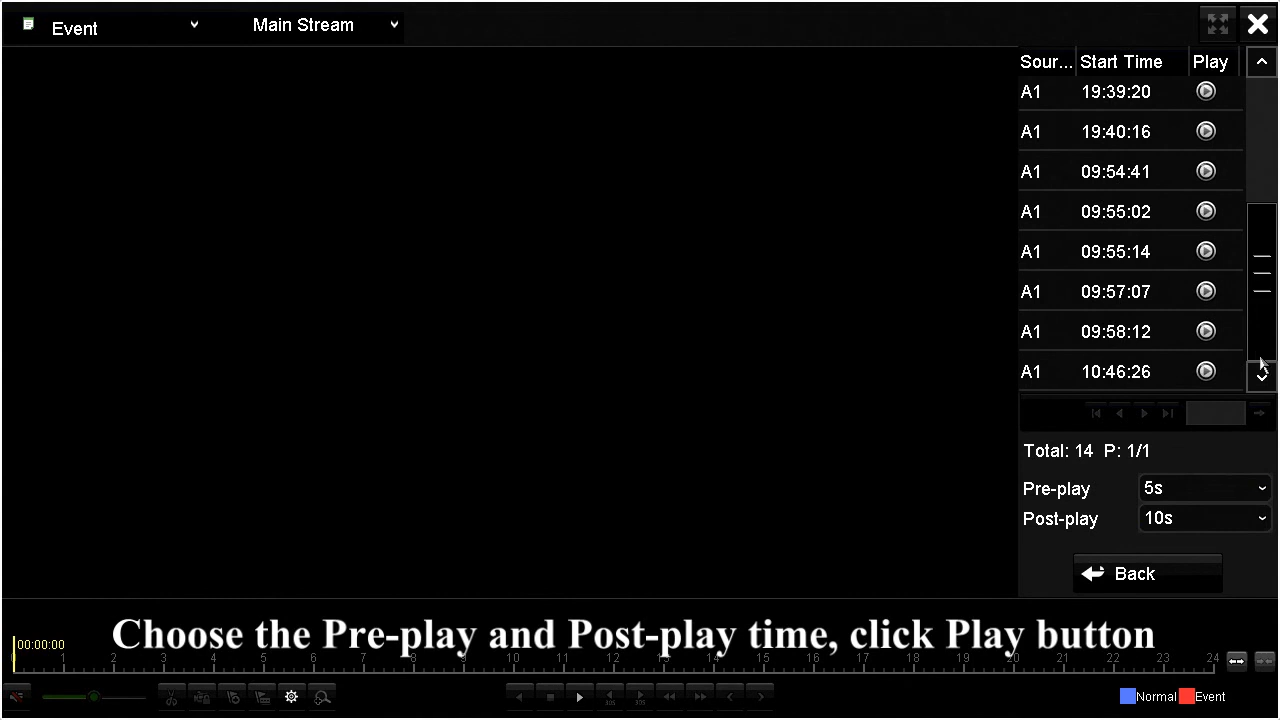 Event Main Stream
Sour... Start Time Play
A1 19:39:20
A1 19:40:16
A1 09:54:41
A1 09:55:02
A1 09:55:14
A1 09:57:07
A1 09:58:12
A1 10:46:26
Total: 14 P: 1/1
Pre-play 5s
Post-play 10s
Back
Choose the Pre-play and Post-play time, click Play button
00:00:00
1 2 3 4 5 6 7 8 9 10 11 12 13 14 15 16 17 18 19 20 21 22 23 24
30s 30s
Normal Event